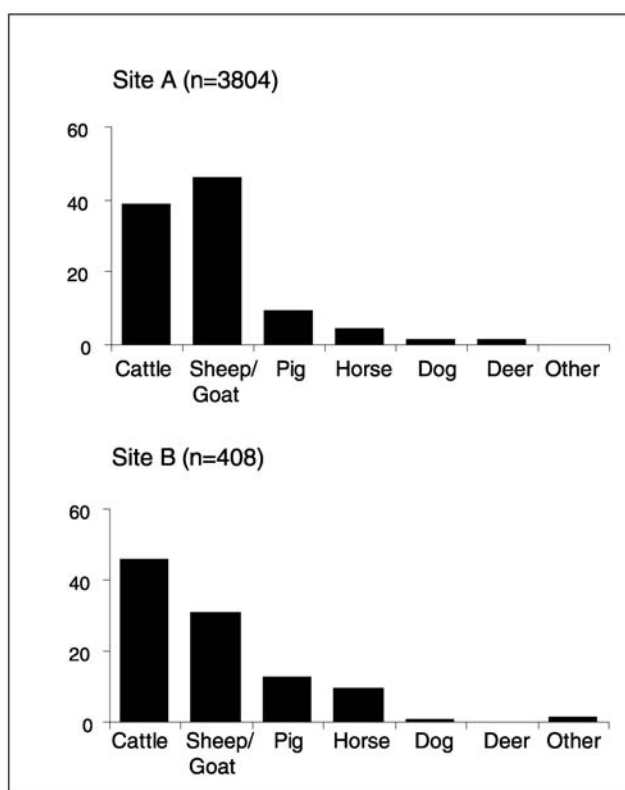 Site A (n=3804)
60
40
20
0
Cattle Sheep/ Pig Horse Dog Deer Other
Goat
Site B (n=408)
60
40
20
0
Cattle Sheep/ Pig Horse Dog Deer Other
Goat